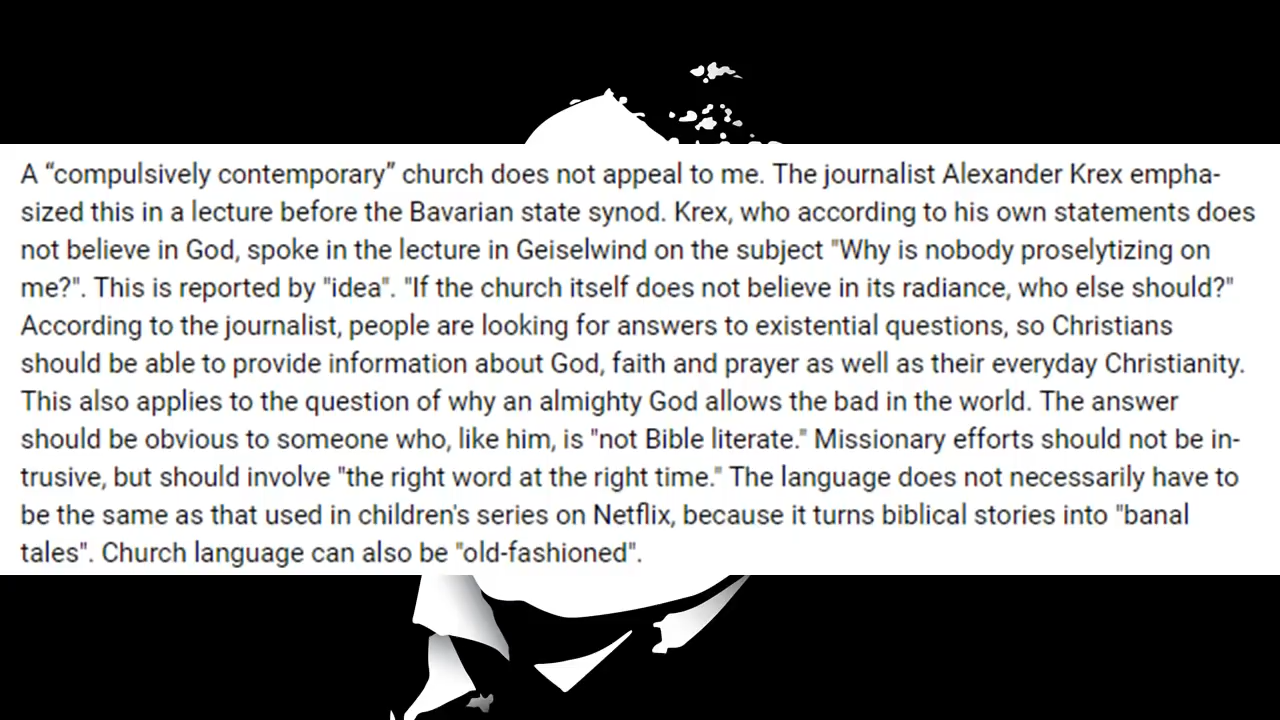 A “compulsively contemporary” church does not appeal to me. The journalist Alexander Krex empha-
sized this in a lecture before the Bavarian state synod. Krex, who according to his own statements does
not believe in God, spoke in the lecture in Geiselwind on the subject "Why is nobody proselytizing on
me?". This is reported by "idea". "If the church itself does not believe in its radiance, who else should?"
According to the journalist, people are looking for answers to existential questions, so Christians
should be able to provide information about God, faith and prayer as well as their everyday Christianity.
This also applies to the question of why an almighty God allows the bad in the world. The answer
should be obvious to someone who, like him, is "not Bible literate." Missionary efforts should not be in-
trusive, but should involve "the right word at the right time." The language does not necessarily have to
be the same as that used in children's series on Netflix, because it turns biblical stories into "banal
tales". Church language can also be "old-fashioned".